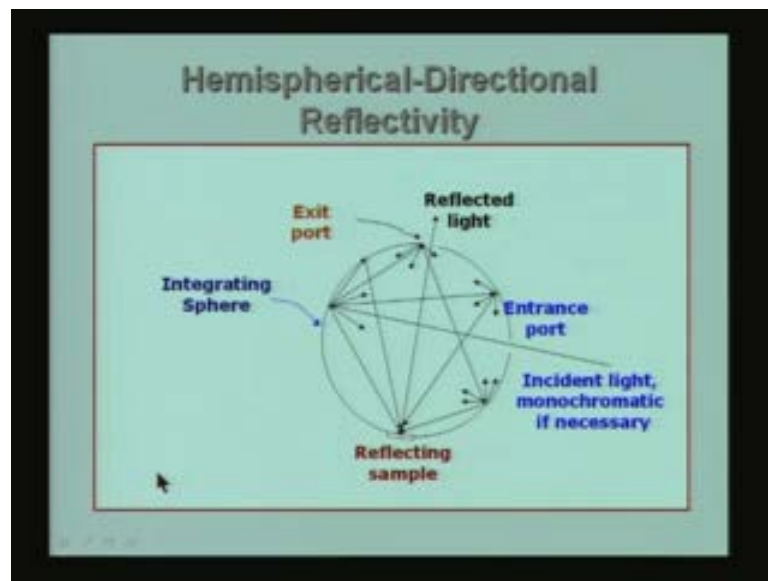 Hemispherical-Directional
Reflectivity
Reflected
light
Exit
port
Integrating
Sphere
Entrance
port
Incident light,
monochromatic
if necessary
Reflecting
sample